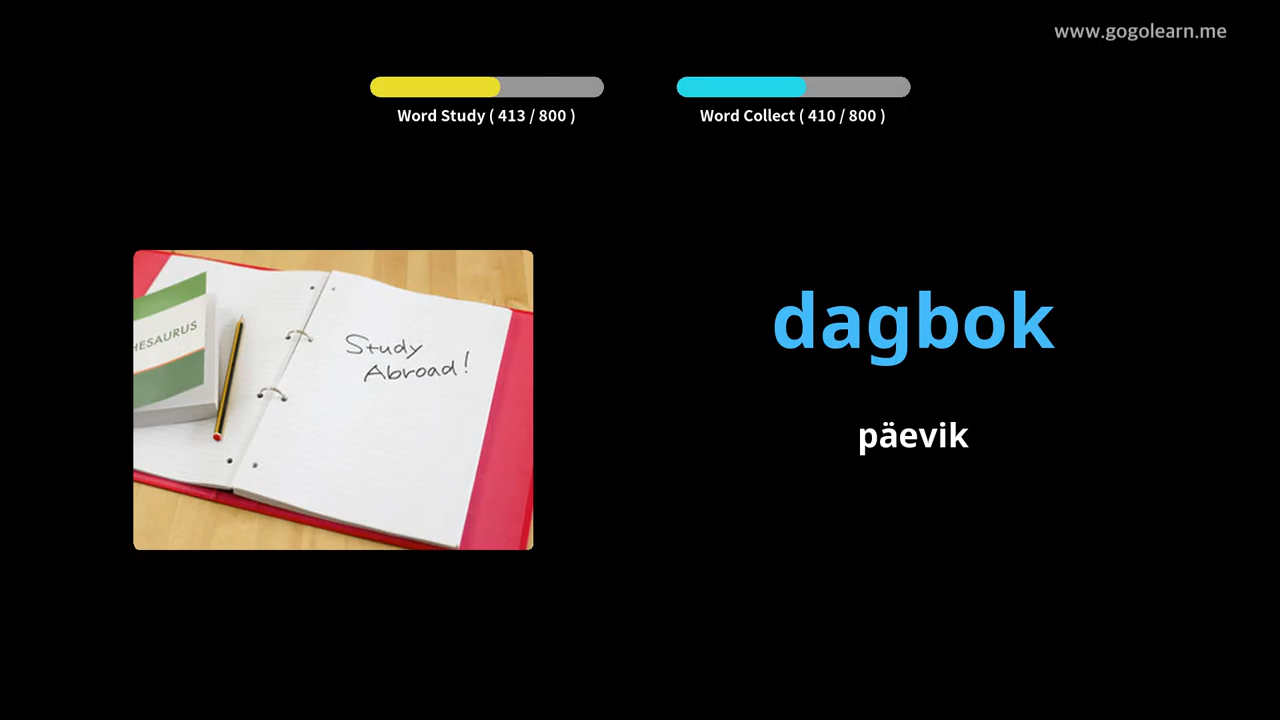 www.gogolearn.me
Word Study ( 413 / 800 )
Word Collect ( 410 / 800 )
HESAURUS
Study
Abroad!
dagbok
päevik